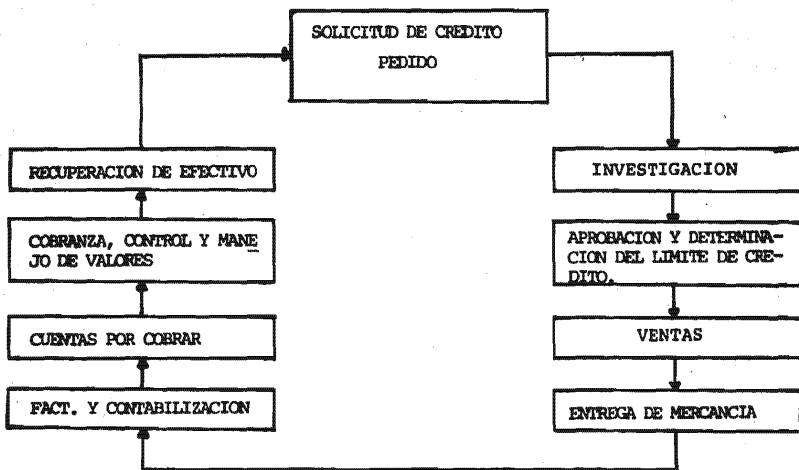 SOLICITUD DE CREDITO
PEDIDO
INVESTIGACION
APROBACION Y DETERMINA-
CION DEL LIMITE DE CRE-
DITO.
VENTAS
ENTREGA DE MERCANCIA
FACT. Y CONTABILIZACION
CUENTAS POR COBRAR
COBRANZA, CONTROL Y MANE
JO DE VALORES
RECUPERACION DE EFECTIVO